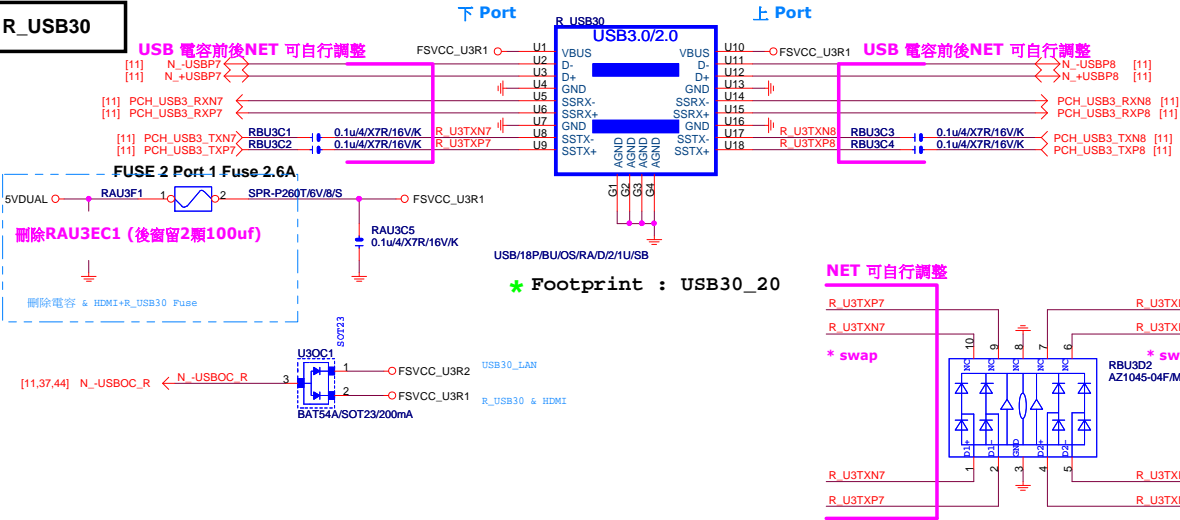 R_USB30
下 Port
上 Port
R_USB30
USB3.0/2.0
USB 電容前後NET 可自行調整
USB 電容前後NET 可自行調整
FSVCC_U3R1
U1
VBUS
VBUS
U10
FSVCC_U3R1
[11] N_-USBP7
U2
D-
D-
U11
N_-USBP8 [11]
[11] N_+USBP7
U3
D+
D+
U12
N_+USBP8 [11]
U4
GND
GND
U13
[11] PCH_USB3_RXN7
U5
SSRX-
SSRX-
U14
PCH_USB3_RXN8 [11]
[11] PCH_USB3_RXP7
U6
SSRX+
SSRX+
U15
PCH_USB3_RXP8 [11]
U7
GND
GND
U16
[11] PCH_USB3_TXN7
RBU3C1
0.1u/4/X7R/16V/K
R_U3TXN7
U8
SSTX-
SSTX-
U17
R_U3TXN8
RBU3C3
0.1u/4/X7R/16V/K
PCH_USB3_TXN8 [11]
[11] PCH_USB3_TXP7
RBU3C2
0.1u/4/X7R/16V/K
R_U3TXP7
U9
SSTX+
SSTX+
U18
R_U3TXP8
RBU3C4
0.1u/4/X7R/16V/K
PCH_USB3_TXP8 [11]
AGND
AGND
AGND
AGND
G1
G2
G3
G4
FUSE 2 Port 1 Fuse 2.6A
5VDUAL
RAU3F1
1
2
SPR-P260T/6V/8/S
FSVCC_U3R1
刪除RAU3EC1 (後窗留2顆100uf)
RAU3C5
0.1u/4/X7R/16V/K
刪除電容 & HDMI+R_USB30 Fuse
USB/18P/BU/OS/RA/D/2/1U/SB
* Footprint : USB30_20
SOT23
U3OC1
[11,37,44] N_-USBOC_R
N_-USBOC_R
3
1
FSVCC_U3R2
USB30_LAN
2
FSVCC_U3R1
R_USB30 & HDMI
BAT54A/SOT23/200mA
NET 可自行調整
R_U3TXP7
R_U3TX
R_U3TXN7
R_U3TX
* swap
* sw
10
9
8
7
6
NC
NC
GND
NC
NC
RBU3D2
AZ1045-04F/M
D1+
D1-
GND
D2+
D2-
1
2
3
4
5
R_U3TXN7
R_U3TX
R_U3TXP7
R_U3TX